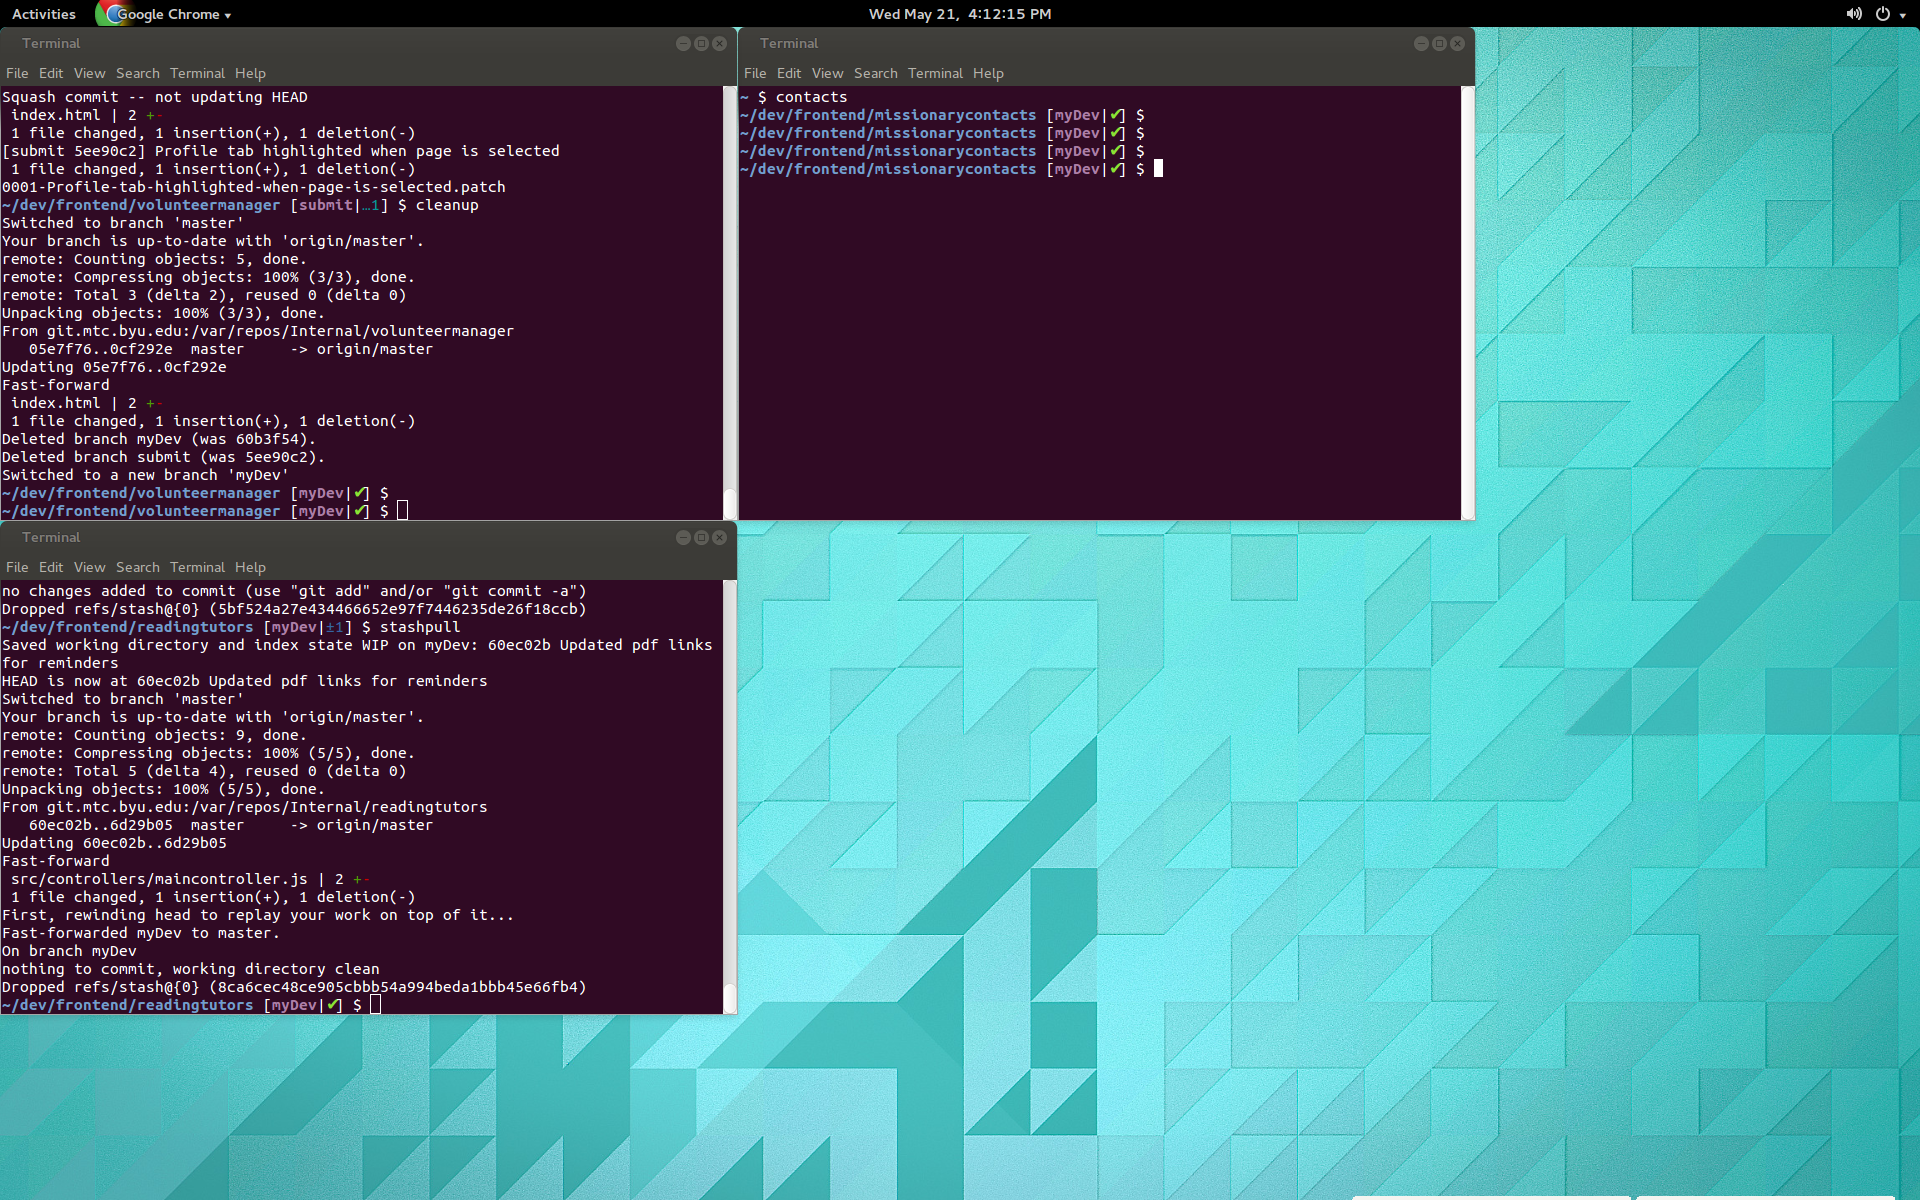 Activities Google Chrome Wed May 21, 4:12:15 PM
Terminal
File Edit View Search Terminal Help
Squash commit -- not updating HEAD
 index.html | 2 +-
 1 file changed, 1 insertion(+), 1 deletion(-)
[submit 5ee90c2] Profile tab highlighted when page is selected
 1 file changed, 1 insertion(+), 1 deletion(-)
0001-Profile-tab-highlighted-when-page-is-selected.patch
~/dev/frontend/volunteermanager [submit|…1] $ cleanup
Switched to branch 'master'
Your branch is up-to-date with 'origin/master'.
remote: Counting objects: 5, done.
remote: Compressing objects: 100% (3/3), done.
remote: Total 3 (delta 2), reused 0 (delta 0)
Unpacking objects: 100% (3/3), done.
From git.mtc.byu.edu:/var/repos/Internal/volunteermanager
   05e7f76..0cf292e  master     -> origin/master
Updating 05e7f76..0cf292e
Fast-forward
 index.html | 2 +-
 1 file changed, 1 insertion(+), 1 deletion(-)
Deleted branch myDev (was 60b3f54).
Deleted branch submit (was 5ee90c2).
Switched to a new branch 'myDev'
~/dev/frontend/volunteermanager [myDev|✔] $
~/dev/frontend/volunteermanager [myDev|✔] $
Terminal
File Edit View Search Terminal Help
~ $ contacts
~/dev/frontend/missionarycontacts [myDev|✔] $
~/dev/frontend/missionarycontacts [myDev|✔] $
~/dev/frontend/missionarycontacts [myDev|✔] $
~/dev/frontend/missionarycontacts [myDev|✔] $
Terminal
File Edit View Search Terminal Help
no changes added to commit (use "git add" and/or "git commit -a")
Dropped refs/stash@{0} (5bf524a27e434466652e97f7446235de26f18ccb)
~/dev/frontend/readingtutors [myDev|±1] $ stashpull
Saved working directory and index state WIP on myDev: 60ec02b Updated pdf links
for reminders
HEAD is now at 60ec02b Updated pdf links for reminders
Switched to branch 'master'
Your branch is up-to-date with 'origin/master'.
remote: Counting objects: 9, done.
remote: Compressing objects: 100% (5/5), done.
remote: Total 5 (delta 4), reused 0 (delta 0)
Unpacking objects: 100% (5/5), done.
From git.mtc.byu.edu:/var/repos/Internal/readingtutors
   60ec02b..6d29b05  master     -> origin/master
Updating 60ec02b..6d29b05
Fast-forward
 src/controllers/maincontroller.js | 2 +-
 1 file changed, 1 insertion(+), 1 deletion(-)
First, rewinding head to replay your work on top of it...
Fast-forwarded myDev to master.
On branch myDev
nothing to commit, working directory clean
Dropped refs/stash@{0} (8ca6cec48ce905cbbb54a994beda1bbb45e66fb4)
~/dev/frontend/readingtutors [myDev|✔] $